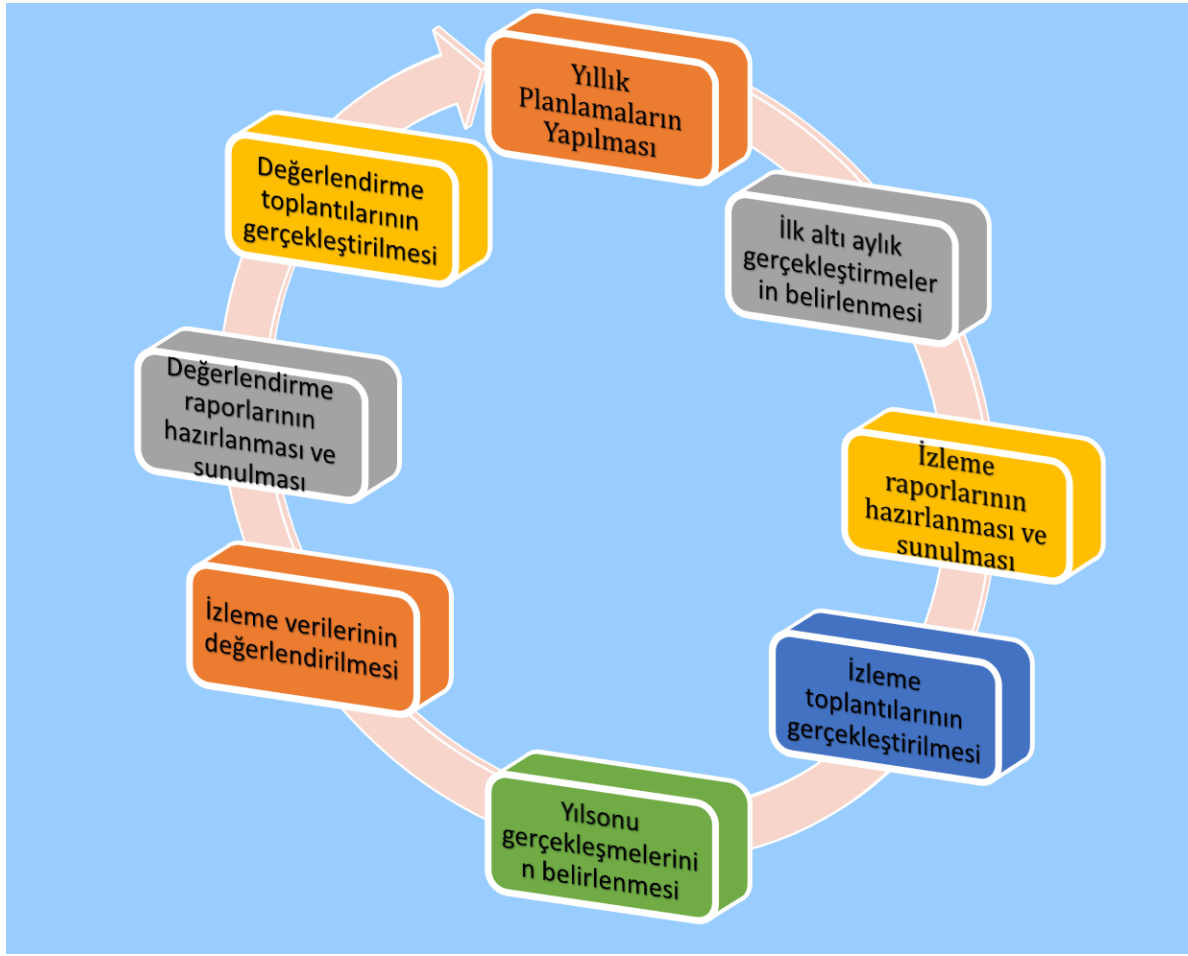 Yıllık
Planlamaların
Yapılması
İlk altı aylık
gerçekleştirmeler
in belirlenmesi
İzleme
raporlarının
hazırlanması ve
sunulması
İzleme
toplantılarının
gerçekleştirilmesi
Yılsonu
gerçekleşmelerini
n belirlenmesi
İzleme verilerinin
değerlendirilmesi
Değerlendirme
raporlarının
hazırlanması ve
sunulması
Değerlendirme
toplantılarının
gerçekleştirilmesi